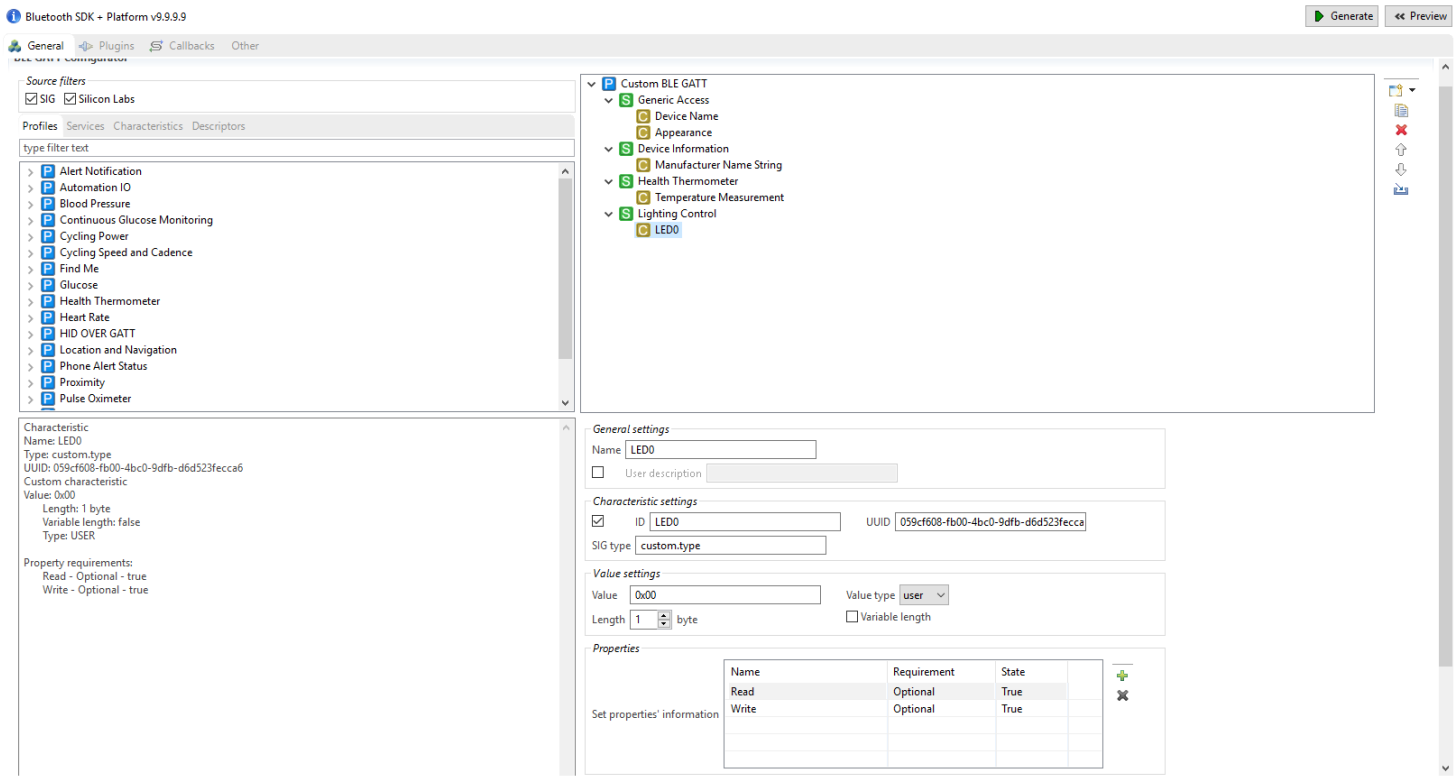 Bluetooth SDK + Platform v9.9.9.9
Generate
Preview
General Plugins Callbacks Other
BLE GATT Configurator
Source filters
SIG Silicon Labs
Profiles Services Characteristics Descriptors
type filter text
P Alert Notification
P Automation IO
P Blood Pressure
P Continuous Glucose Monitoring
P Cycling Power
P Cycling Speed and Cadence
P Find Me
P Glucose
P Health Thermometer
P Heart Rate
P HID OVER GATT
P Location and Navigation
P Phone Alert Status
P Proximity
P Pulse Oximeter
P Custom BLE GATT
S Generic Access
C Device Name
C Appearance
S Device Information
C Manufacturer Name String
S Health Thermometer
C Temperature Measurement
S Lighting Control
C LED0
Characteristic
Name: LED0
Type: custom.type
UUID: 059cf608-fb00-4bc0-9dfb-d6d523fecca6
Custom characteristic
Value: 0x00
Length: 1 byte
Variable length: false
Type: USER
Property requirements:
Read - Optional - true
Write - Optional - true
General settings
Name LED0
User description
Characteristic settings
ID LED0 UUID 059cf608-fb00-4bc0-9dfb-d6d523fecca
SIG type custom.type
Value settings
Value 0x00 Value type user
Length 1 byte Variable length
Properties
Set properties' information
Name Requirement State
Read Optional True
Write Optional True